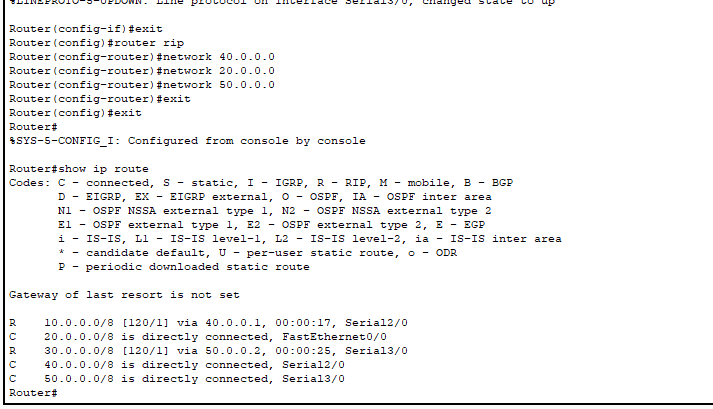 %LINEPROTO-5-UPDOWN: Line protocol on Interface Serial3/0, changed state to up
Router(config-if)#exit
Router(config)#router rip
Router(config-router)#network 40.0.0.0
Router(config-router)#network 20.0.0.0
Router(config-router)#network 50.0.0.0
Router(config-router)#exit
Router(config)#exit
Router#
%SYS-5-CONFIG_I: Configured from console by console
Router#show ip route
Codes: C - connected, S - static, I - IGRP, R - RIP, M - mobile, B - BGP
D - EIGRP, EX - EIGRP external, O - OSPF, IA - OSPF inter area
N1 - OSPF NSSA external type 1, N2 - OSPF NSSA external type 2
E1 - OSPF external type 1, E2 - OSPF external type 2, E - EGP
i - IS-IS, L1 - IS-IS level-1, L2 - IS-IS level-2, ia - IS-IS inter area
* - candidate default, U - per-user static route, o - ODR
P - periodic downloaded static route
Gateway of last resort is not set
R 10.0.0.0/8 [120/1] via 40.0.0.1, 00:00:17, Serial2/0
C 20.0.0.0/8 is directly connected, FastEthernet0/0
R 30.0.0.0/8 [120/1] via 50.0.0.2, 00:00:25, Serial3/0
C 40.0.0.0/8 is directly connected, Serial2/0
C 50.0.0.0/8 is directly connected, Serial3/0
Router#